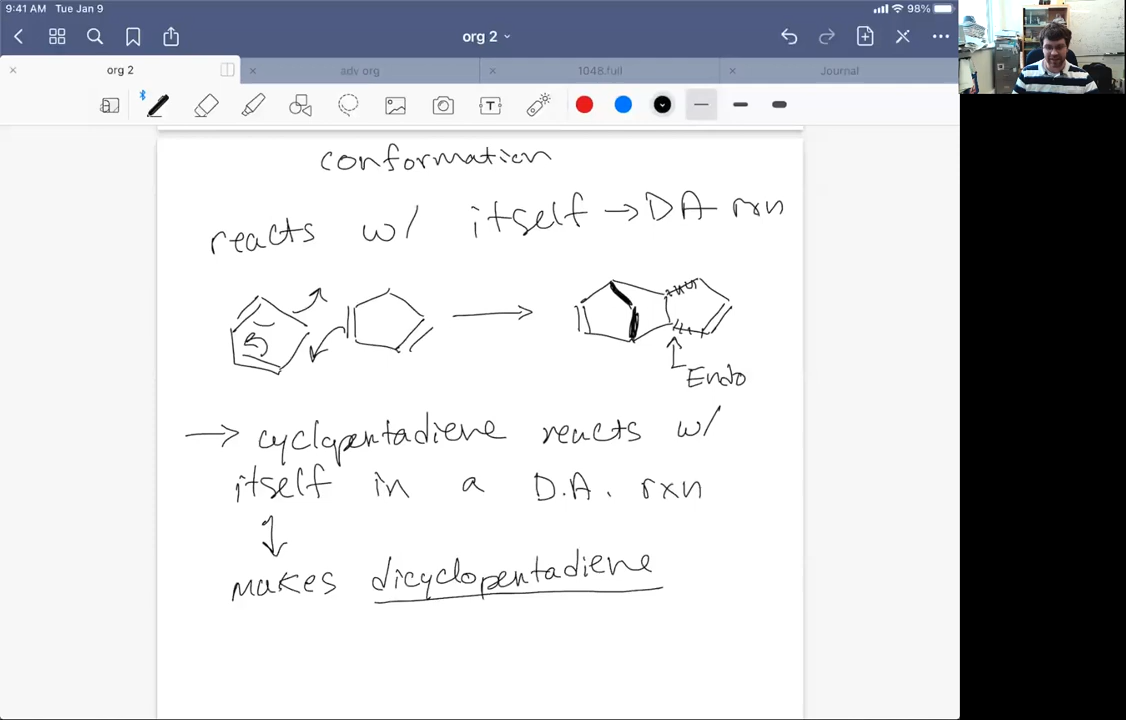 9:41 AM Tue Jan 9
98%
org 2
org 2
adv org
1048.full
Journal
T
conformation
reacts w/ itself → DA rxn
Endo
→ cyclopentadiene reacts w/
itself in a D.A. rxn
makes dicyclopentadiene